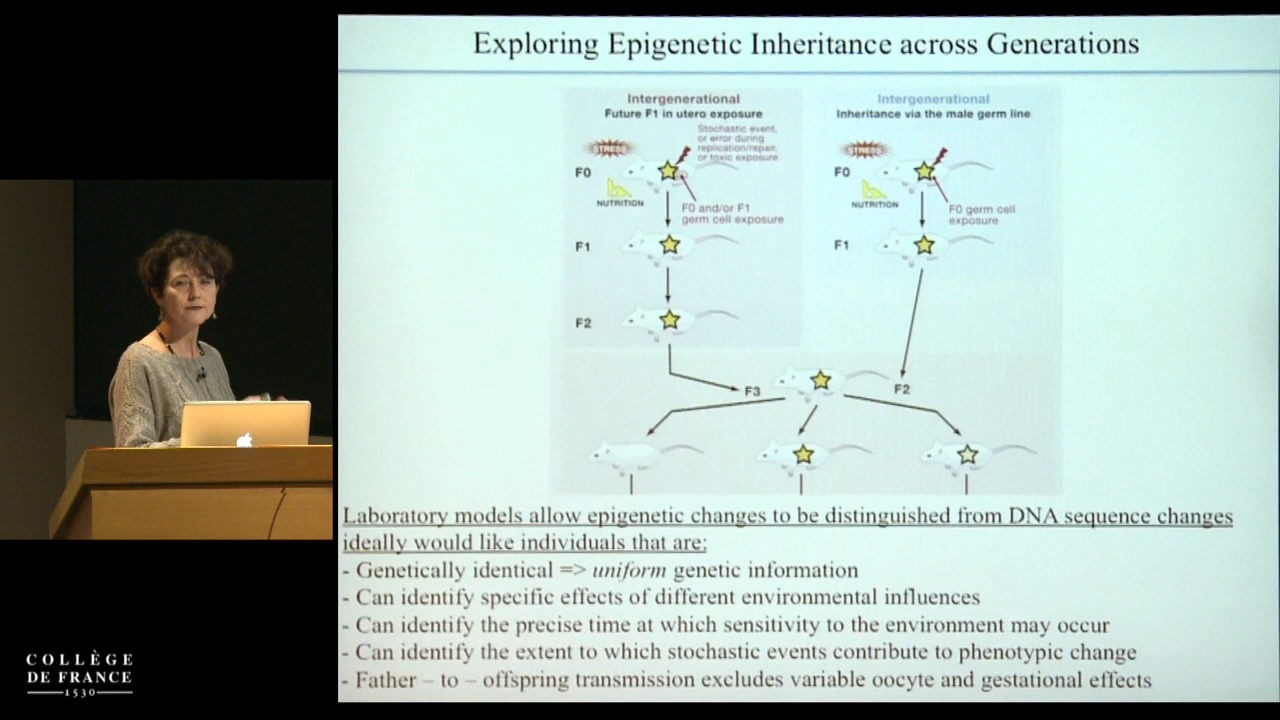 Exploring Epigenetic Inheritance across Generations
Intergenerational
Future F1 in utero exposure
STRESS
Stochastic event,
or error during
replication/repair,
or toxic exposure
F0
NUTRITION
F0 and/or F1
germ cell exposure
F1
F2
Intergenerational
Inheritance via the male germ line
STRESS
F0
NUTRITION
F0 germ cell
exposure
F1
F3
F2
Laboratory models allow epigenetic changes to be distinguished from DNA sequence changes
ideally would like individuals that are:
- Genetically identical => uniform genetic information
- Can identify specific effects of different environmental influences
- Can identify the precise time at which sensitivity to the environment may occur
- Can identify the extent to which stochastic events contribute to phenotypic change
- Father – to – offspring transmission excludes variable oocyte and gestational effects
COLLÈGE
DE FRANCE
1530